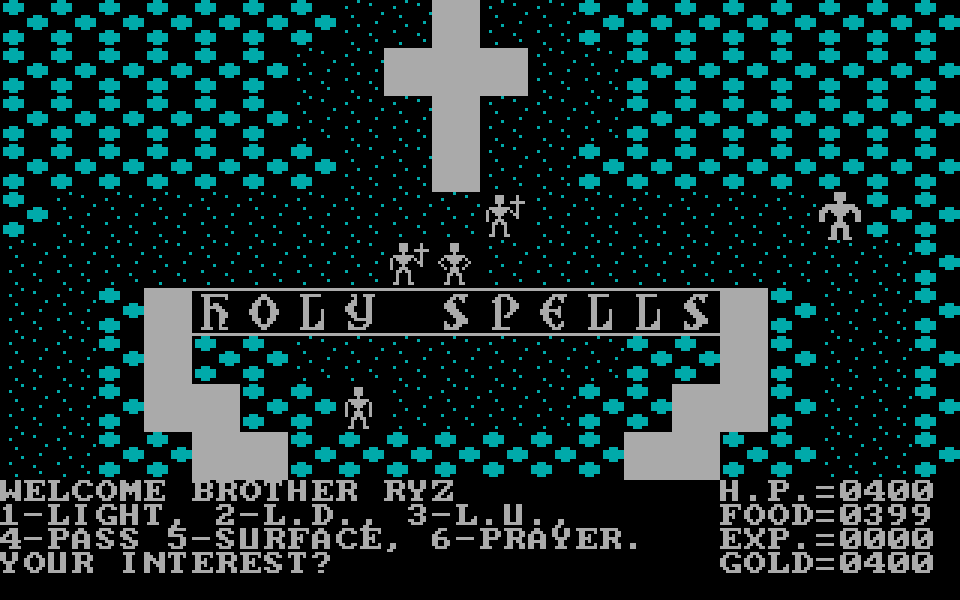 HOLY SPELLS
WELCOME BROTHER RYZ H.P.=0400
1-LIGHT, 2-L.D., 3-L.U., FOOD=0399
4-PASS 5-SURFACE, 6-PRAYER. EXP.=0000
YOUR INTEREST? GOLD=0400